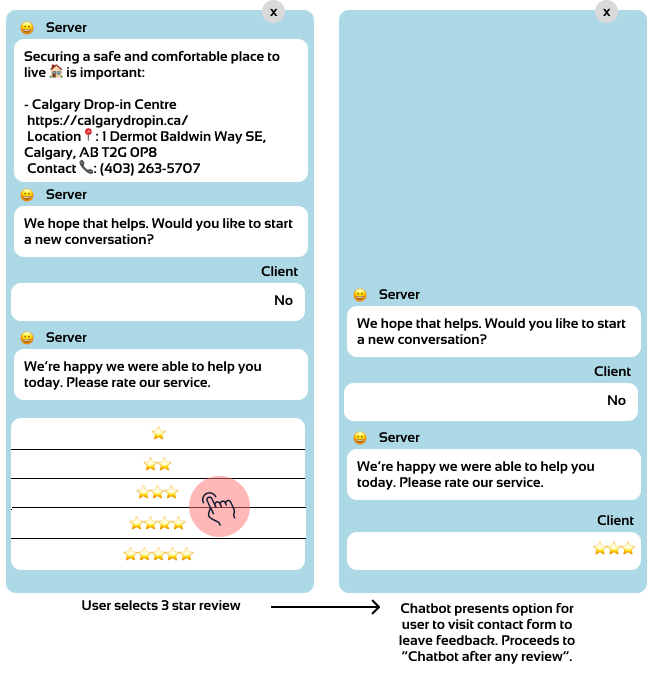 x
Server
Securing a safe and comfortable place to
live 🏠 is important:
- Calgary Drop-in Centre
https://calgarydropin.ca/
Location📍: 1 Dermot Baldwin Way SE,
Calgary, AB T2G 0P8
Contact 📞: (403) 263-5707
Server
We hope that helps. Would you like to start
a new conversation?
Client
No
Server
We're happy we were able to help you
today. Please rate our service.
User selects 3 star review
x
Server
We hope that helps. Would you like to start
a new conversation?
Client
No
Server
We're happy we were able to help you
today. Please rate our service.
Client
Chatbot presents option for
user to visit contact form to
leave feedback. Proceeds to
"Chatbot after any review".